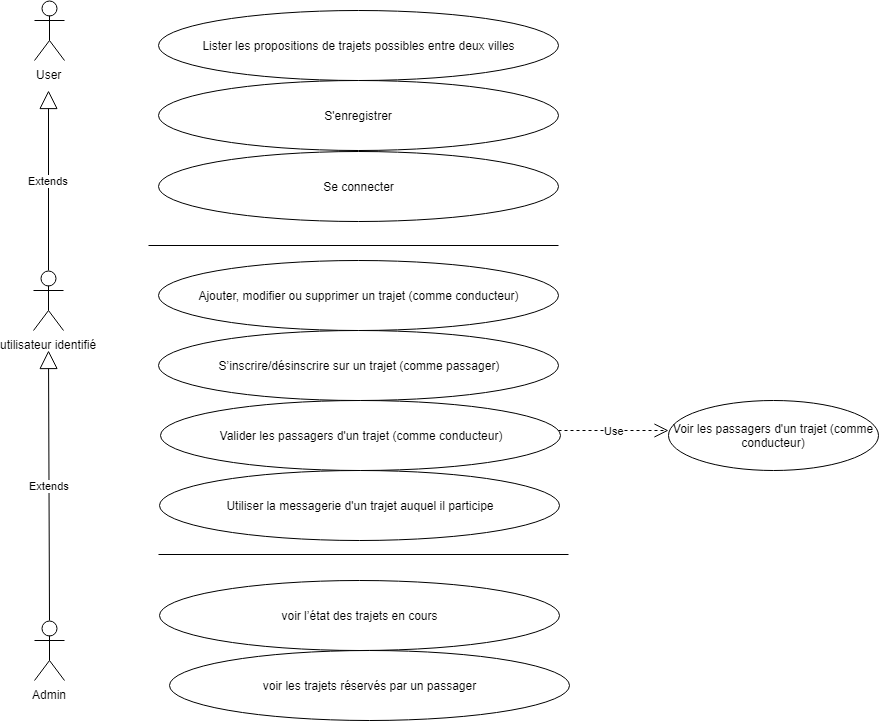 Lister les propositions de trajets possibles entre deux villes
User
S'enregistrer
Extends
Se connecter
Ajouter, modifier ou supprimer un trajet (comme conducteur)
utilisateur identifié
S'inscrire/désinscrire sur un trajet (comme passager)
Valider les passagers d'un trajet (comme conducteur)
Use
Voir les passagers d'un trajet (comme
conducteur)
Extends
Utiliser la messagerie d'un trajet auquel il participe
voir l'état des trajets en cours
Admin
voir les trajets réservés par un passager